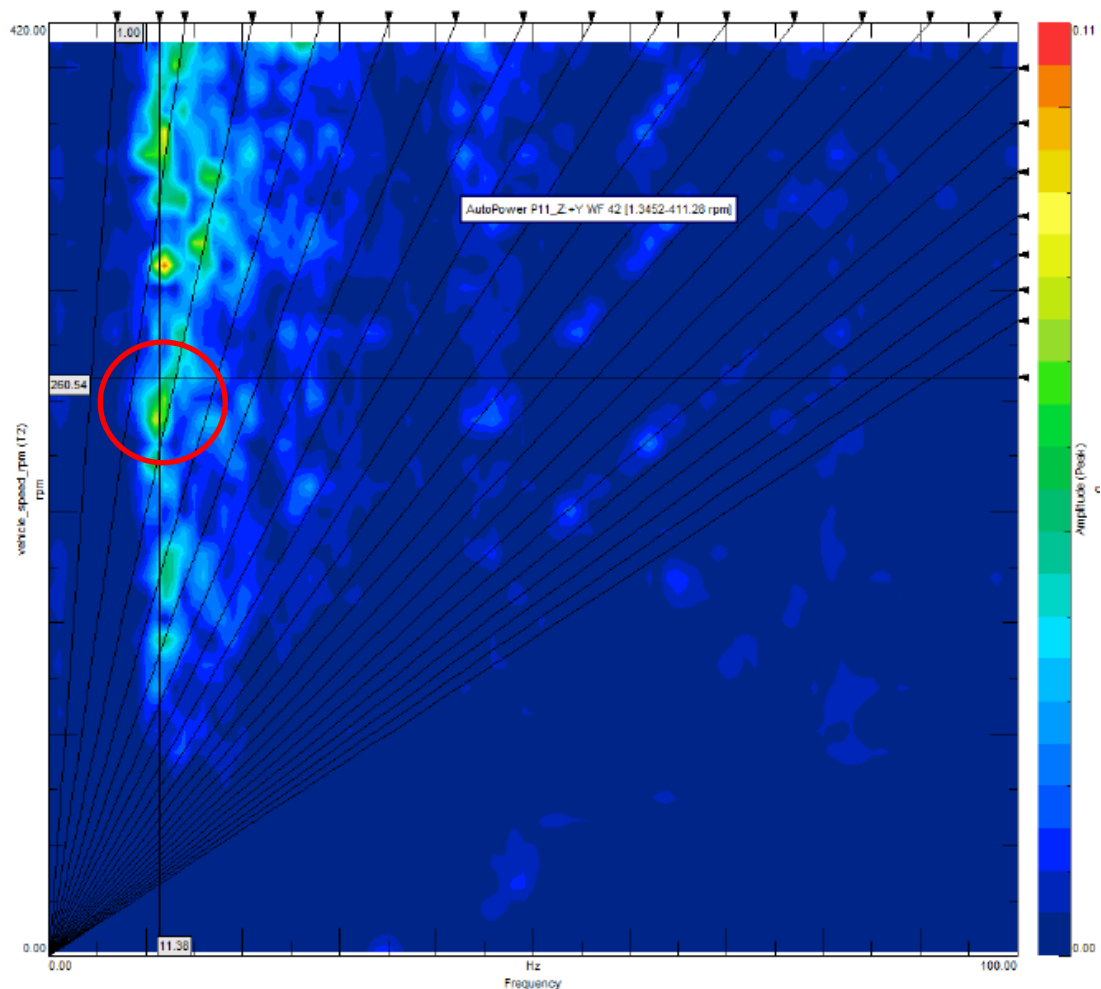 420.00
1.00
0.11
AutoPower P11_Z:+Y WF 42 [1.3452-411.28 rpm]
260.54
vehicle_speed_rpm (T2)
rpm
Amplitude (Peak)
g
11.38
0.00
0.00
0.00
Hz
100.00
Frequency